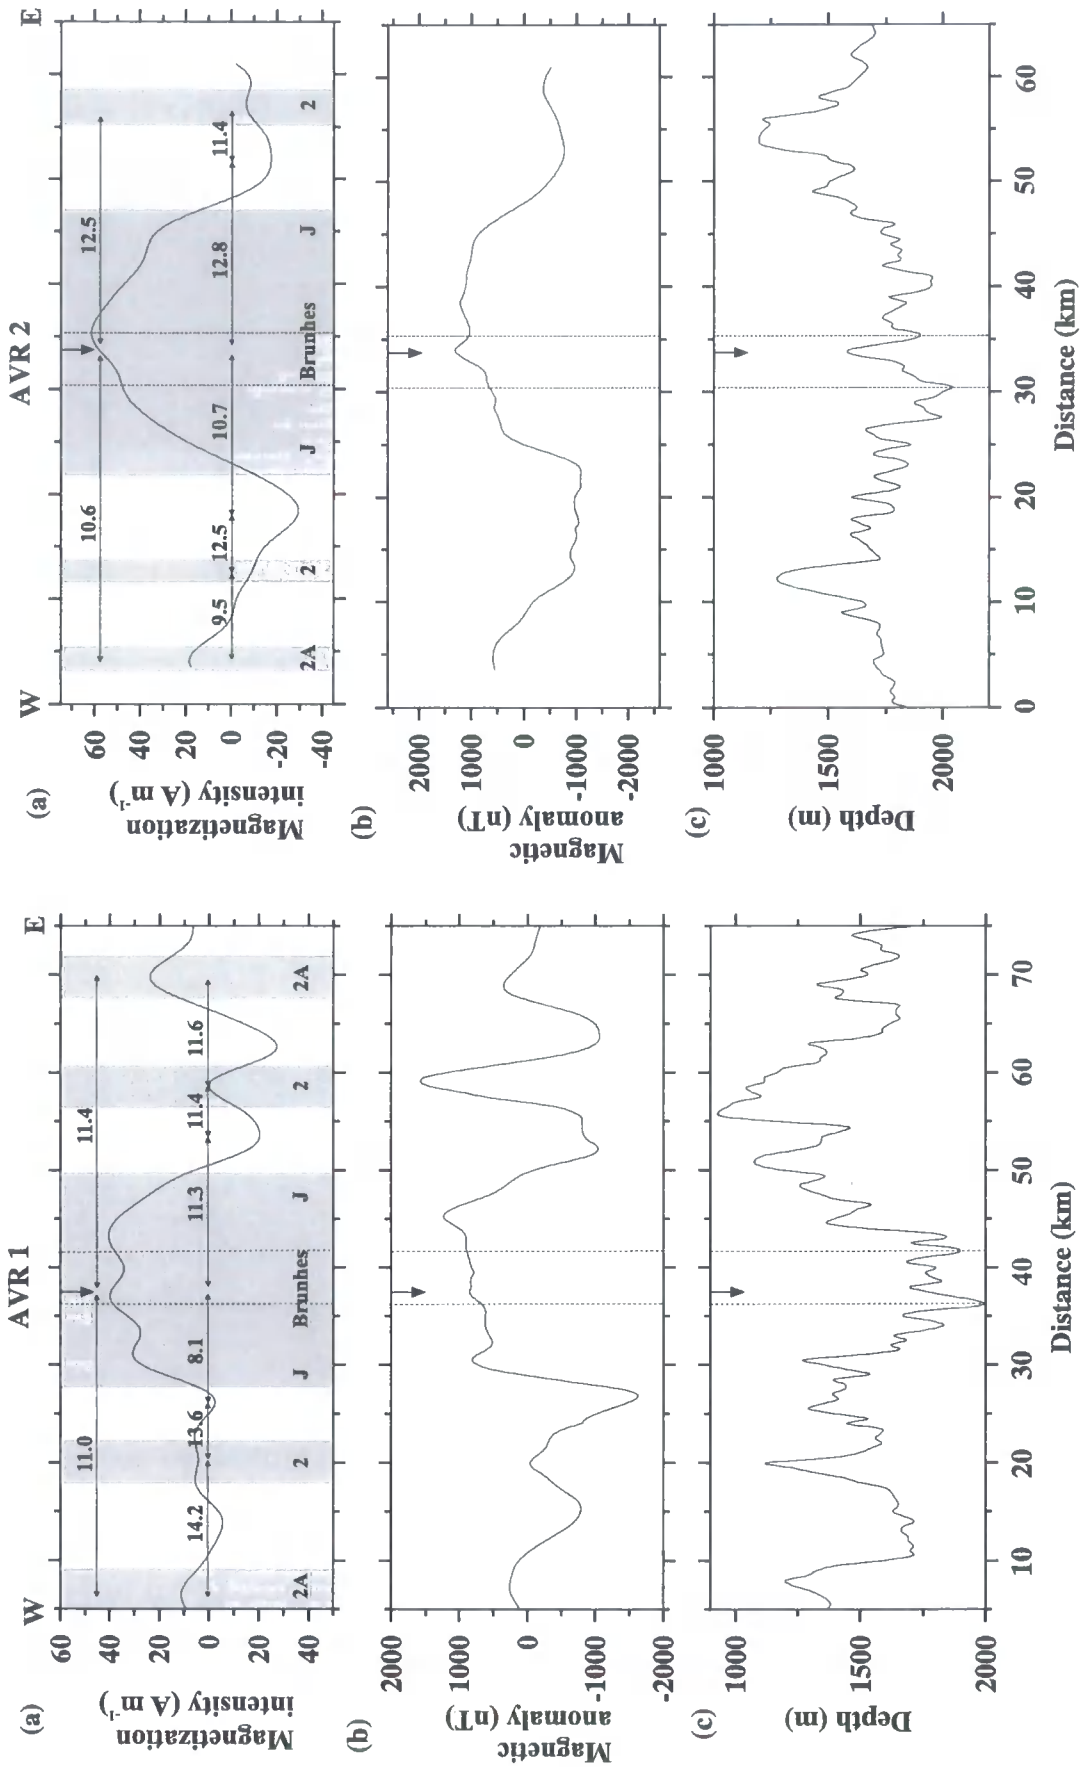 AVR 1
W E
(a)
Magnetization
intensity (A m-1)
60
40
20
0
20
40
11.0 11.4
14.2 13.6 8.1 11.3 11.4 11.6
2A 2 J Brunhes J 2 2A
(b)
Magnetic
anomaly (nT)
2000
1000
0
-1000
-2000
(c)
Depth (m)
1000
1500
2000
10 20 30 40 50 60 70
Distance (km)
AVR 2
W E
(a)
Magnetization
intensity (A m-1)
60
40
20
0
-20
-40
10.6 12.5
9.5 12.5 10.7 12.8 11.4
2A 2 J Brunhes J 2
(b)
Magnetic
anomaly (nT)
2000
1000
0
-1000
-2000
(c)
Depth (m)
1000
1500
2000
0 10 20 30 40 50 60
Distance (km)